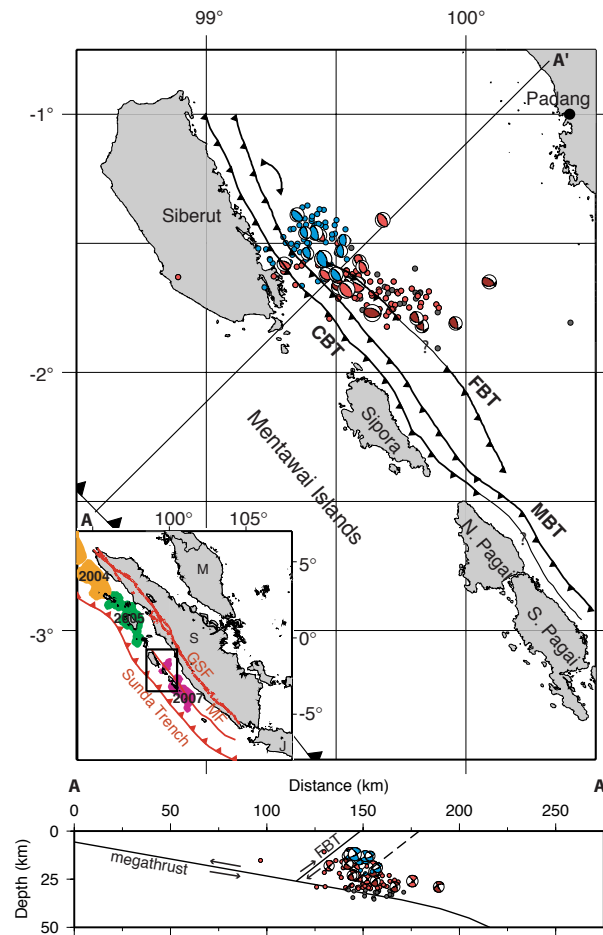 99°
100°
A'
Padang
-1°
Siberut
CBT
-2°
FBT
Sipora
Mentawai Islands
MBT
?
?
N. Pagai
S. Pagai
-3°
A
100°
105°
M
5°
2004
2005
S
0°
GSF
2007
MF
-5°
Sunda Trench
J
A
Distance (km)
A
0
50
100
150
200
250
0
25
50
Depth (km)
megathrust
FBT